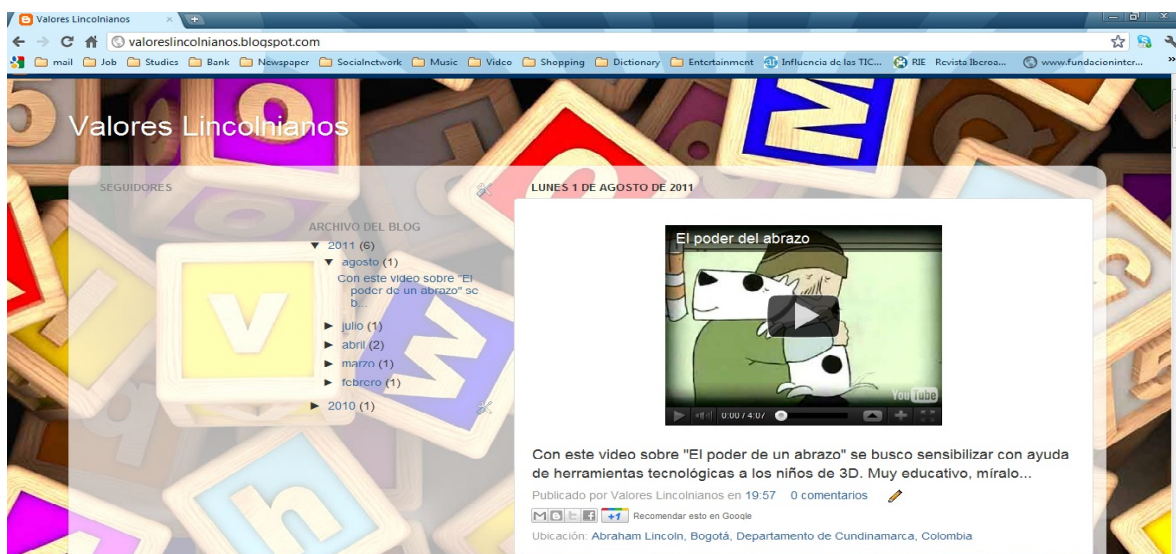 Valores Lincolnianos
valoreslincolnianos.blogspot.com
mail Job Studies Bank Newspaper Socialnetwork Music Video Shopping Dictionary Entertainment Influencia de las TIC... RIE Revista Iberoa... www.fundacioninter... »
Valores Lincolnianos
SEGUIDORES
ARCHIVO DEL BLOG
▼ 2011 (6)
▼ agosto (1)
Con este video sobre "El
poder de un abrazo" se
b...
► julio (1)
► abril (2)
► marzo (1)
► febrero (1)
► 2010 (1)
LUNES 1 DE AGOSTO DE 2011
El poder del abrazo
YouTube
0:00 / 4:07
Con este video sobre "El poder de un abrazo" se busco sensibilizar con ayuda
de herramientas tecnológicas a los niños de 3D. Muy educativo, míralo...
Publicado por Valores Lincolnianos en 19:57 0 comentarios
+1 Recomendar esto en Google
Ubicación: Abraham Lincoln, Bogotá, Departamento de Cundinamarca, Colombia